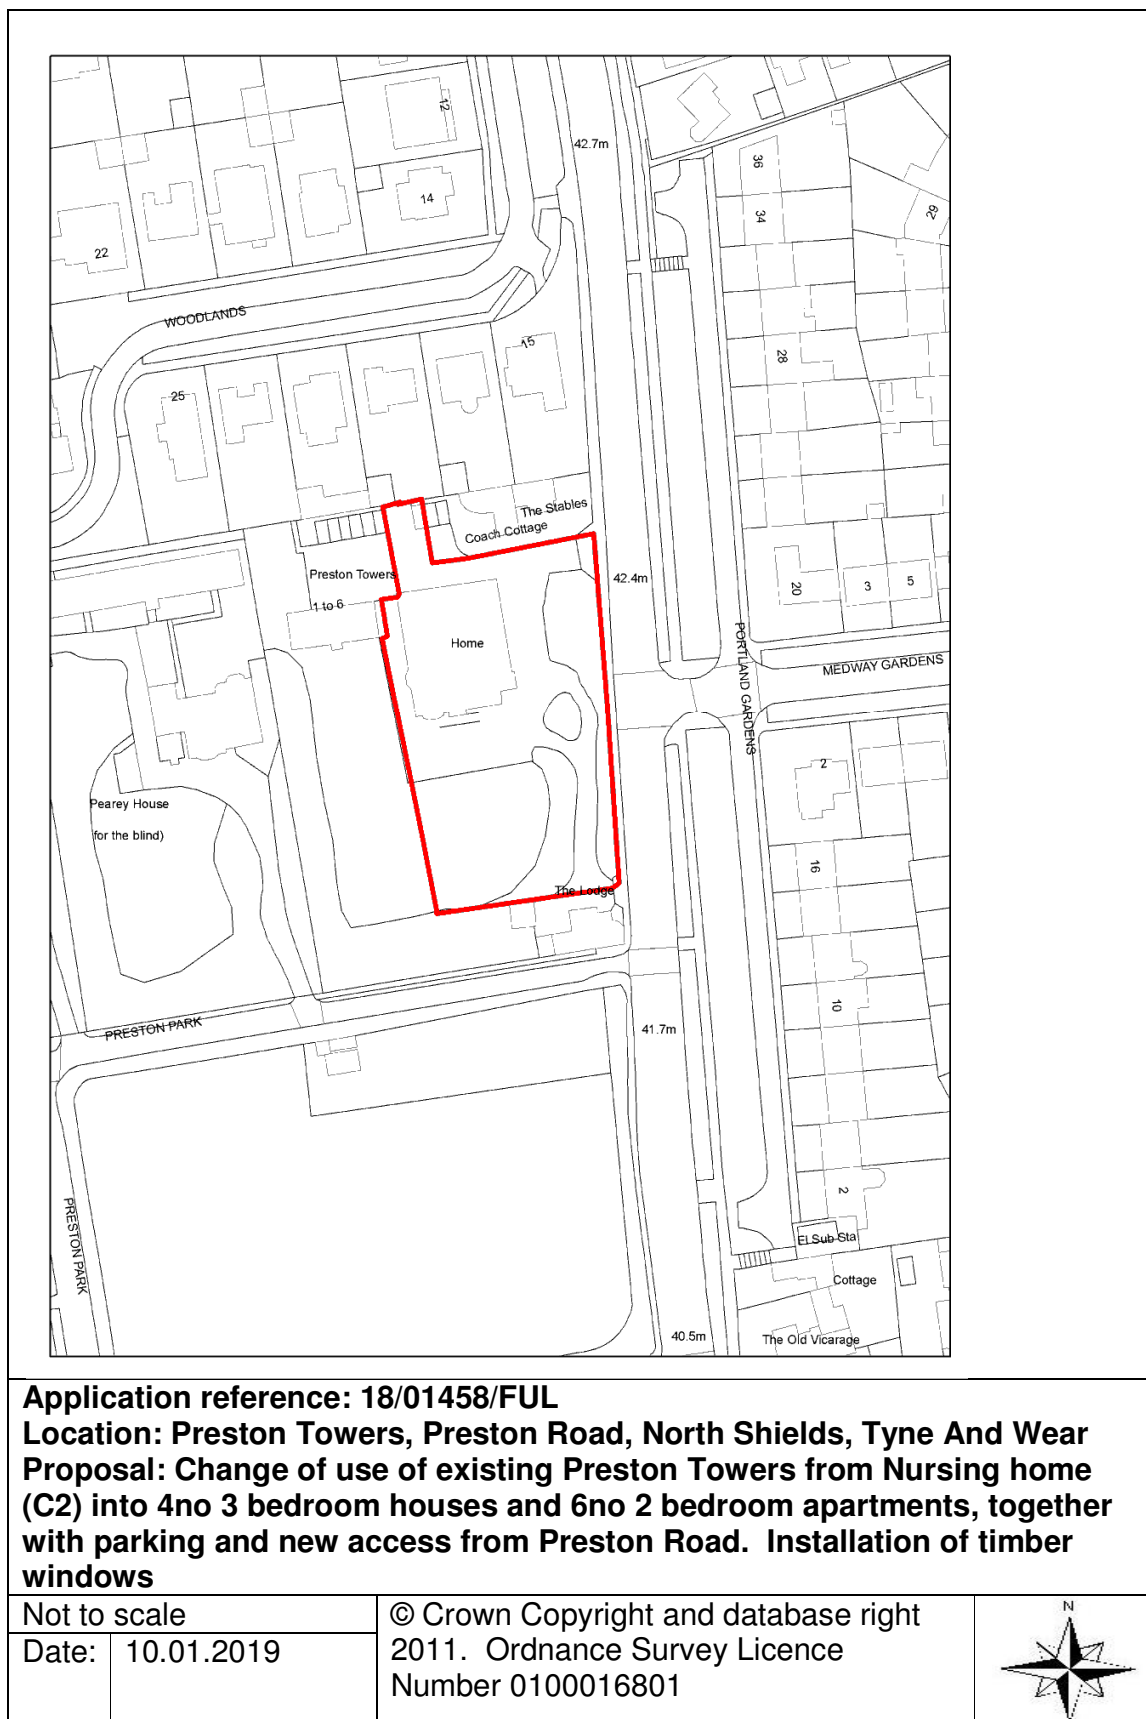 12
42.7m
36
14
34
29
22
WOODLANDS
15
28
25
The Stables
Coach Cottage
Preston Towers
42.4m
20
3
5
1 to 6
Home
PORTLAND GARDENS
MEDWAY GARDENS
2
Pearey House
(for the blind)
16
The Lodge
10
PRESTON PARK
41.7m
2
PRESTON PARK
El Sub Sta
Cottage
40.5m
The Old Vicarage
Application reference: 18/01458/FUL
Location: Preston Towers, Preston Road, North Shields, Tyne And Wear
Proposal: Change of use of existing Preston Towers from Nursing home
(C2) into 4no 3 bedroom houses and 6no 2 bedroom apartments, together
with parking and new access from Preston Road.  Installation of timber
windows
Not to scale
Date: 10.01.2019
© Crown Copyright and database right
2011.  Ordnance Survey Licence
Number 0100016801
N